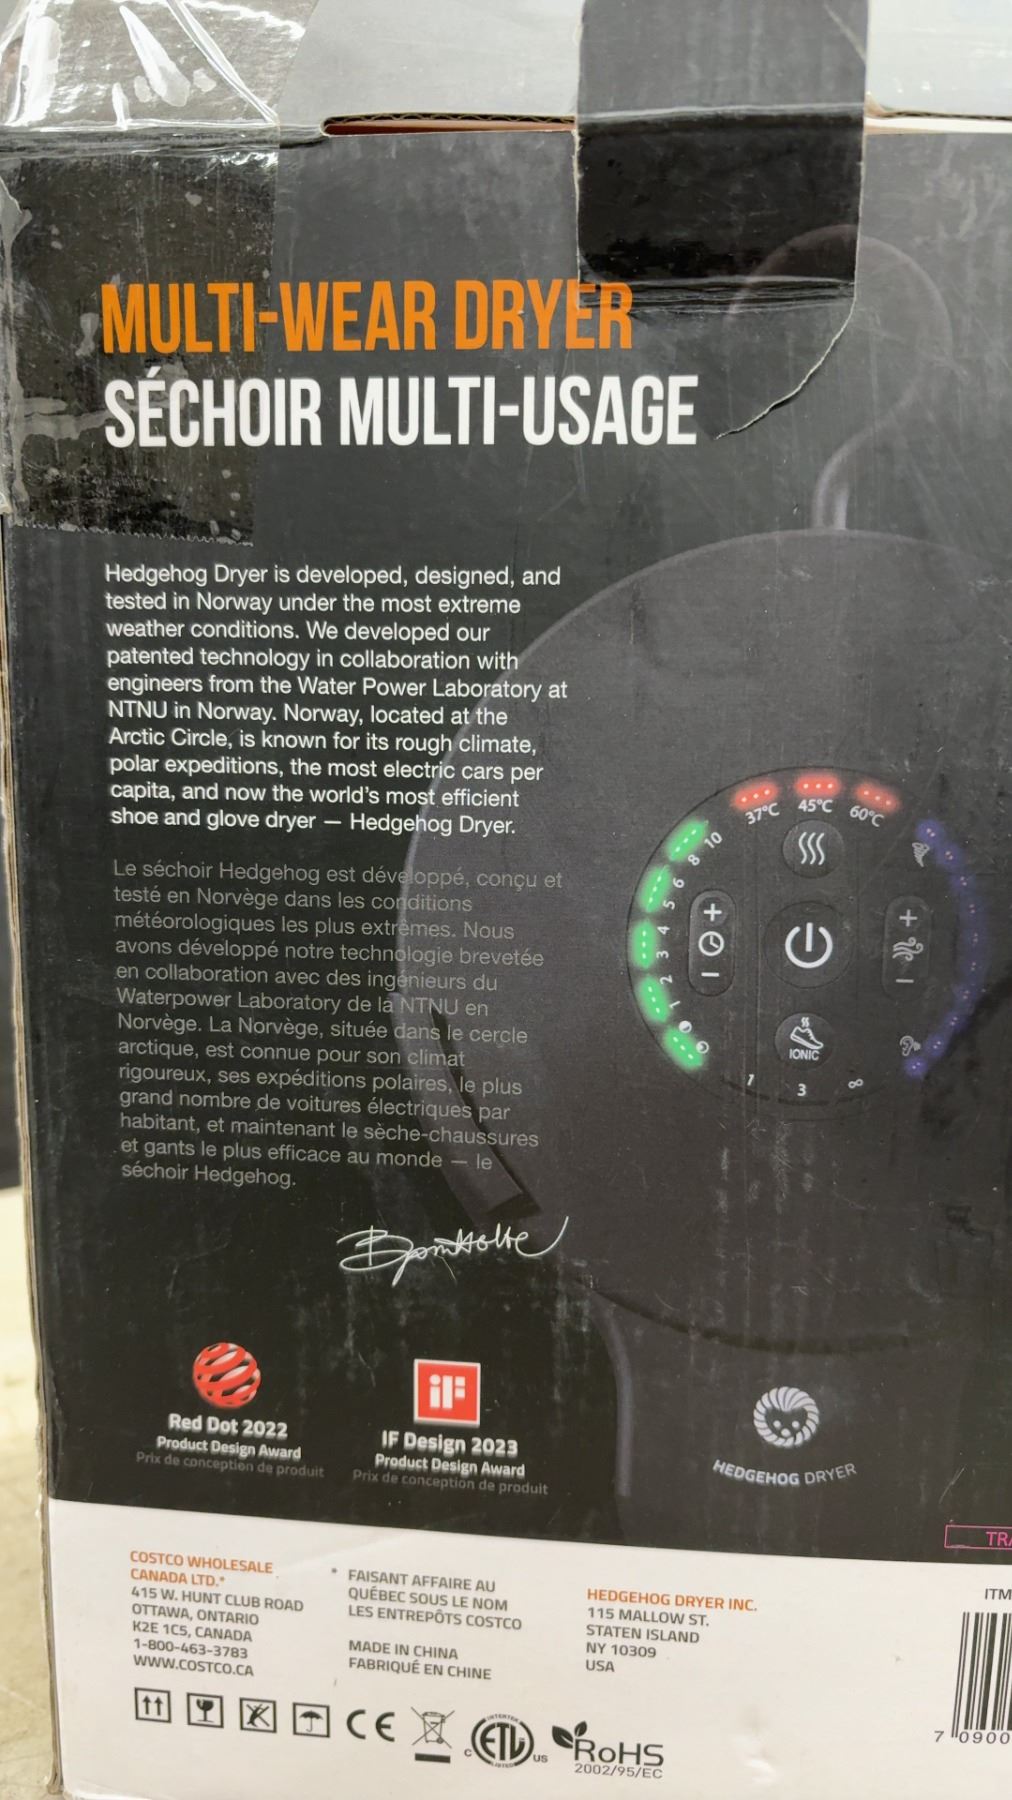 MULTI-WEAR DRYER
SÉCHOIR MULTI-USAGE
Hedgehog Dryer is developed, designed, and
tested in Norway under the most extreme
weather conditions. We developed our
patented technology in collaboration with
engineers from the Water Power Laboratory at
NTNU in Norway. Norway, located at the
Arctic Circle, is known for its rough climate,
polar expeditions, the most electric cars per
capita, and now the world's most efficient
shoe and glove dryer — Hedgehog Dryer.
Le séchoir Hedgehog est développé, conçu et
testé en Norvège dans les conditions
météorologiques les plus extrêmes. Nous
avons développé notre technologie brevetée
en collaboration avec des ingénieurs du
Waterpower Laboratory de la NTNU en
Norvège. La Norvège, située dans le cercle
arctique, est connue pour son climat
rigoureux, ses expéditions polaires, le plus
grand nombre de voitures électriques par
habitant, et maintenant le sèche-chaussures
et gants le plus efficace au monde — le
séchoir Hedgehog.
37°C 45°C 60°C
10
8
6
5
4
3
2
1
+
−
+
−
IONIC
1 3 ∞
Red Dot 2022
Product Design Award
Prix de conception de produit
iF
IF Design 2023
Product Design Award
Prix de conception de produit
HEDGEHOG DRYER
COSTCO WHOLESALE
CANADA LTD.*
415 W. HUNT CLUB ROAD
OTTAWA, ONTARIO
K2E 1C5, CANADA
1-800-463-3783
WWW.COSTCO.CA
* FAISANT AFFAIRE AU
QUÉBEC SOUS LE NOM
LES ENTREPÔTS COSTCO
MADE IN CHINA
FABRIQUÉ EN CHINE
HEDGEHOG DRYER INC.
115 MALLOW ST.
STATEN ISLAND
NY 10309
USA
TRA
ITM
7 0900
CE
INTERTEK
C ETL US
LISTED
RoHS
2002/95/EC